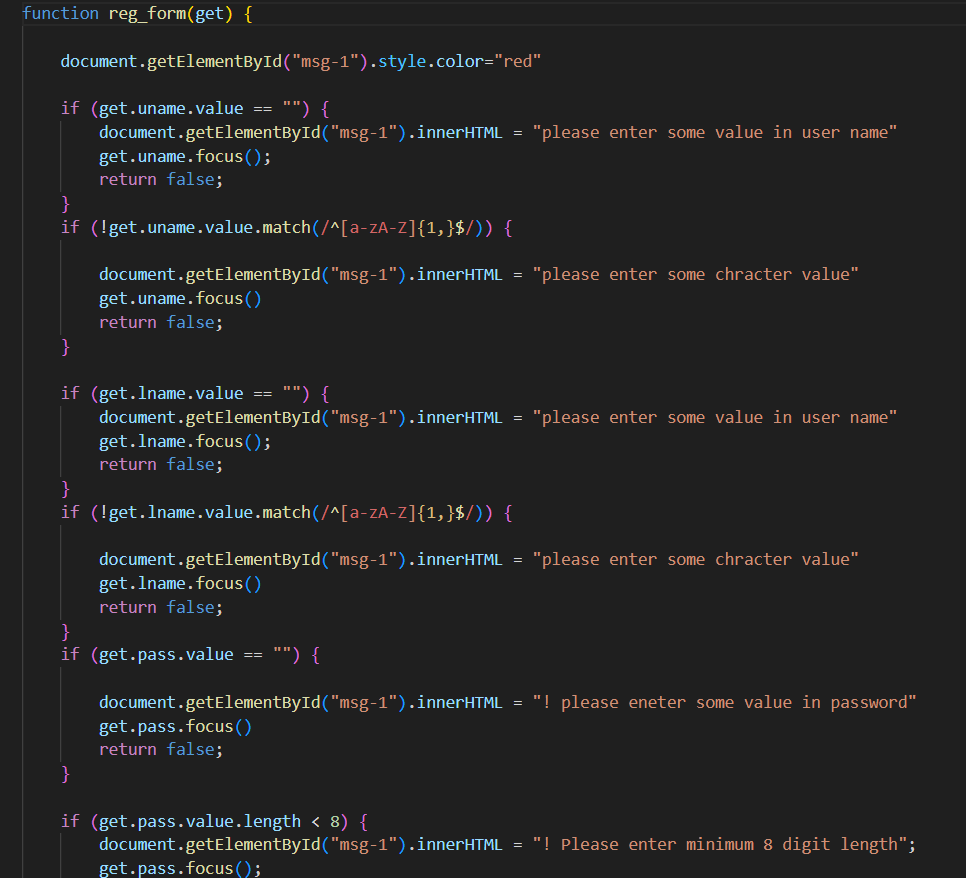 function reg_form(get) {
document.getElementById("msg-1").style.color="red"
if (get.uname.value == "") {
document.getElementById("msg-1").innerHTML = "please enter some value in user name"
get.uname.focus();
return false;
}
if (!get.uname.value.match(/^[a-zA-Z]{1,}$/)) {
document.getElementById("msg-1").innerHTML = "please enter some chracter value"
get.uname.focus()
return false;
}
if (get.lname.value == "") {
document.getElementById("msg-1").innerHTML = "please enter some value in user name"
get.lname.focus();
return false;
}
if (!get.lname.value.match(/^[a-zA-Z]{1,}$/)) {
document.getElementById("msg-1").innerHTML = "please enter some chracter value"
get.lname.focus()
return false;
}
if (get.pass.value == "") {
document.getElementById("msg-1").innerHTML = "! please eneter some value in password"
get.pass.focus()
return false;
}
if (get.pass.value.length < 8) {
document.getElementById("msg-1").innerHTML = "! Please enter minimum 8 digit length";
get.pass.focus();